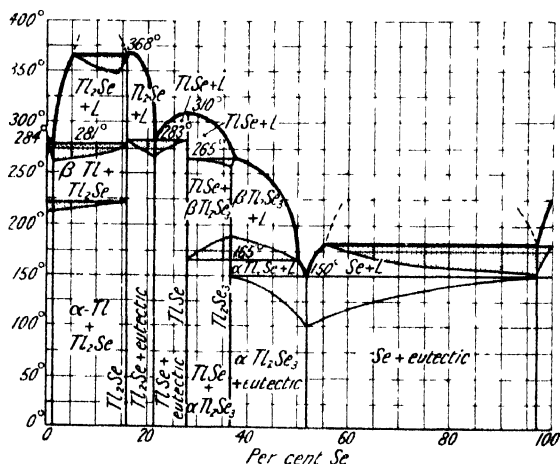 400°
350°
300°
284°
250°
200°
150°
100°
50°
0°
368°
Tl₂Se
+L
Tl₂Se
+L
TlSe+L
310°
TlSe+L
281°
283°
265°
β Tl +
Tl₂Se
TlSe+
βTl₂Se₃
βTl₂Se₃
+L
165°
αTl₂Se+L
150°
Se+L
α-Tl
+
Tl₂Se
Tl₂Se
Tl₂Se+eutectic
TlSe+
eutectic
TlSe
TlSe
+
αTl₂Se₃
Tl₂Se₃
αTl₂Se₃
+eutectic
Se + eutectic
0
20
40
60
80
100
Per cent Se